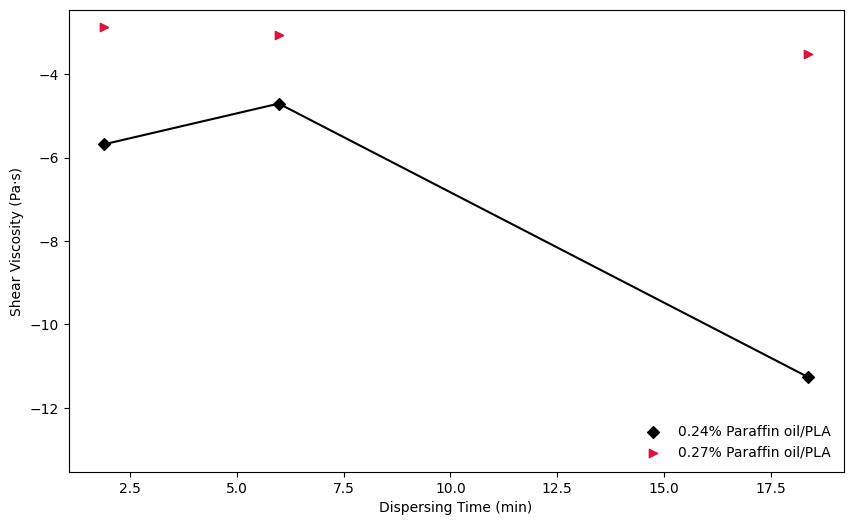 −4
−6
−8
−10
−12
Shear Viscosity (Pa·s)
0.24% Paraffin oil/PLA
0.27% Paraffin oil/PLA
2.5 5.0 7.5 10.0 12.5 15.0 17.5
Dispersing Time (min)